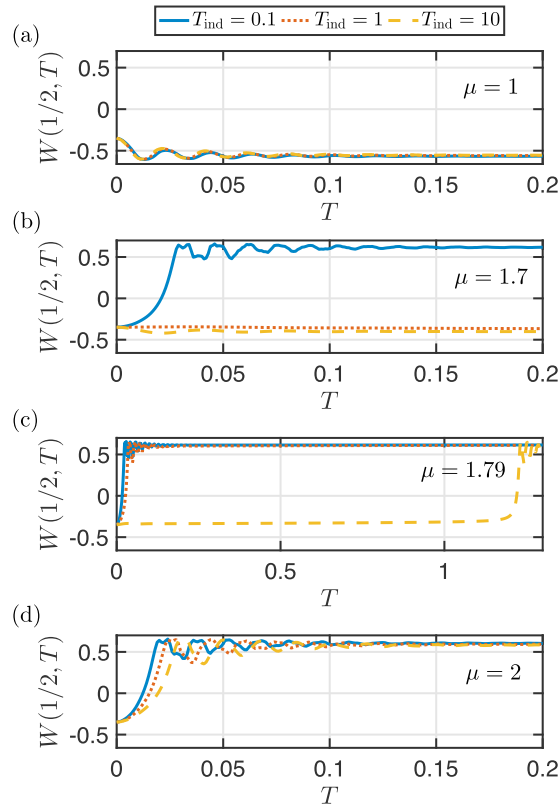 T_ind = 0.1 T_ind = 1 T_ind = 10
(a)
W(1/2, T)
0.5
0
-0.5
μ = 1
0 0.05 0.1 0.15 0.2
T
(b)
W(1/2, T)
0.5
0
-0.5
μ = 1.7
0 0.05 0.1 0.15 0.2
T
(c)
W(1/2, T)
0.5
0
-0.5
μ = 1.79
0 0.5 1
T
(d)
W(1/2, T)
0.5
0
-0.5
μ = 2
0 0.05 0.1 0.15 0.2
T